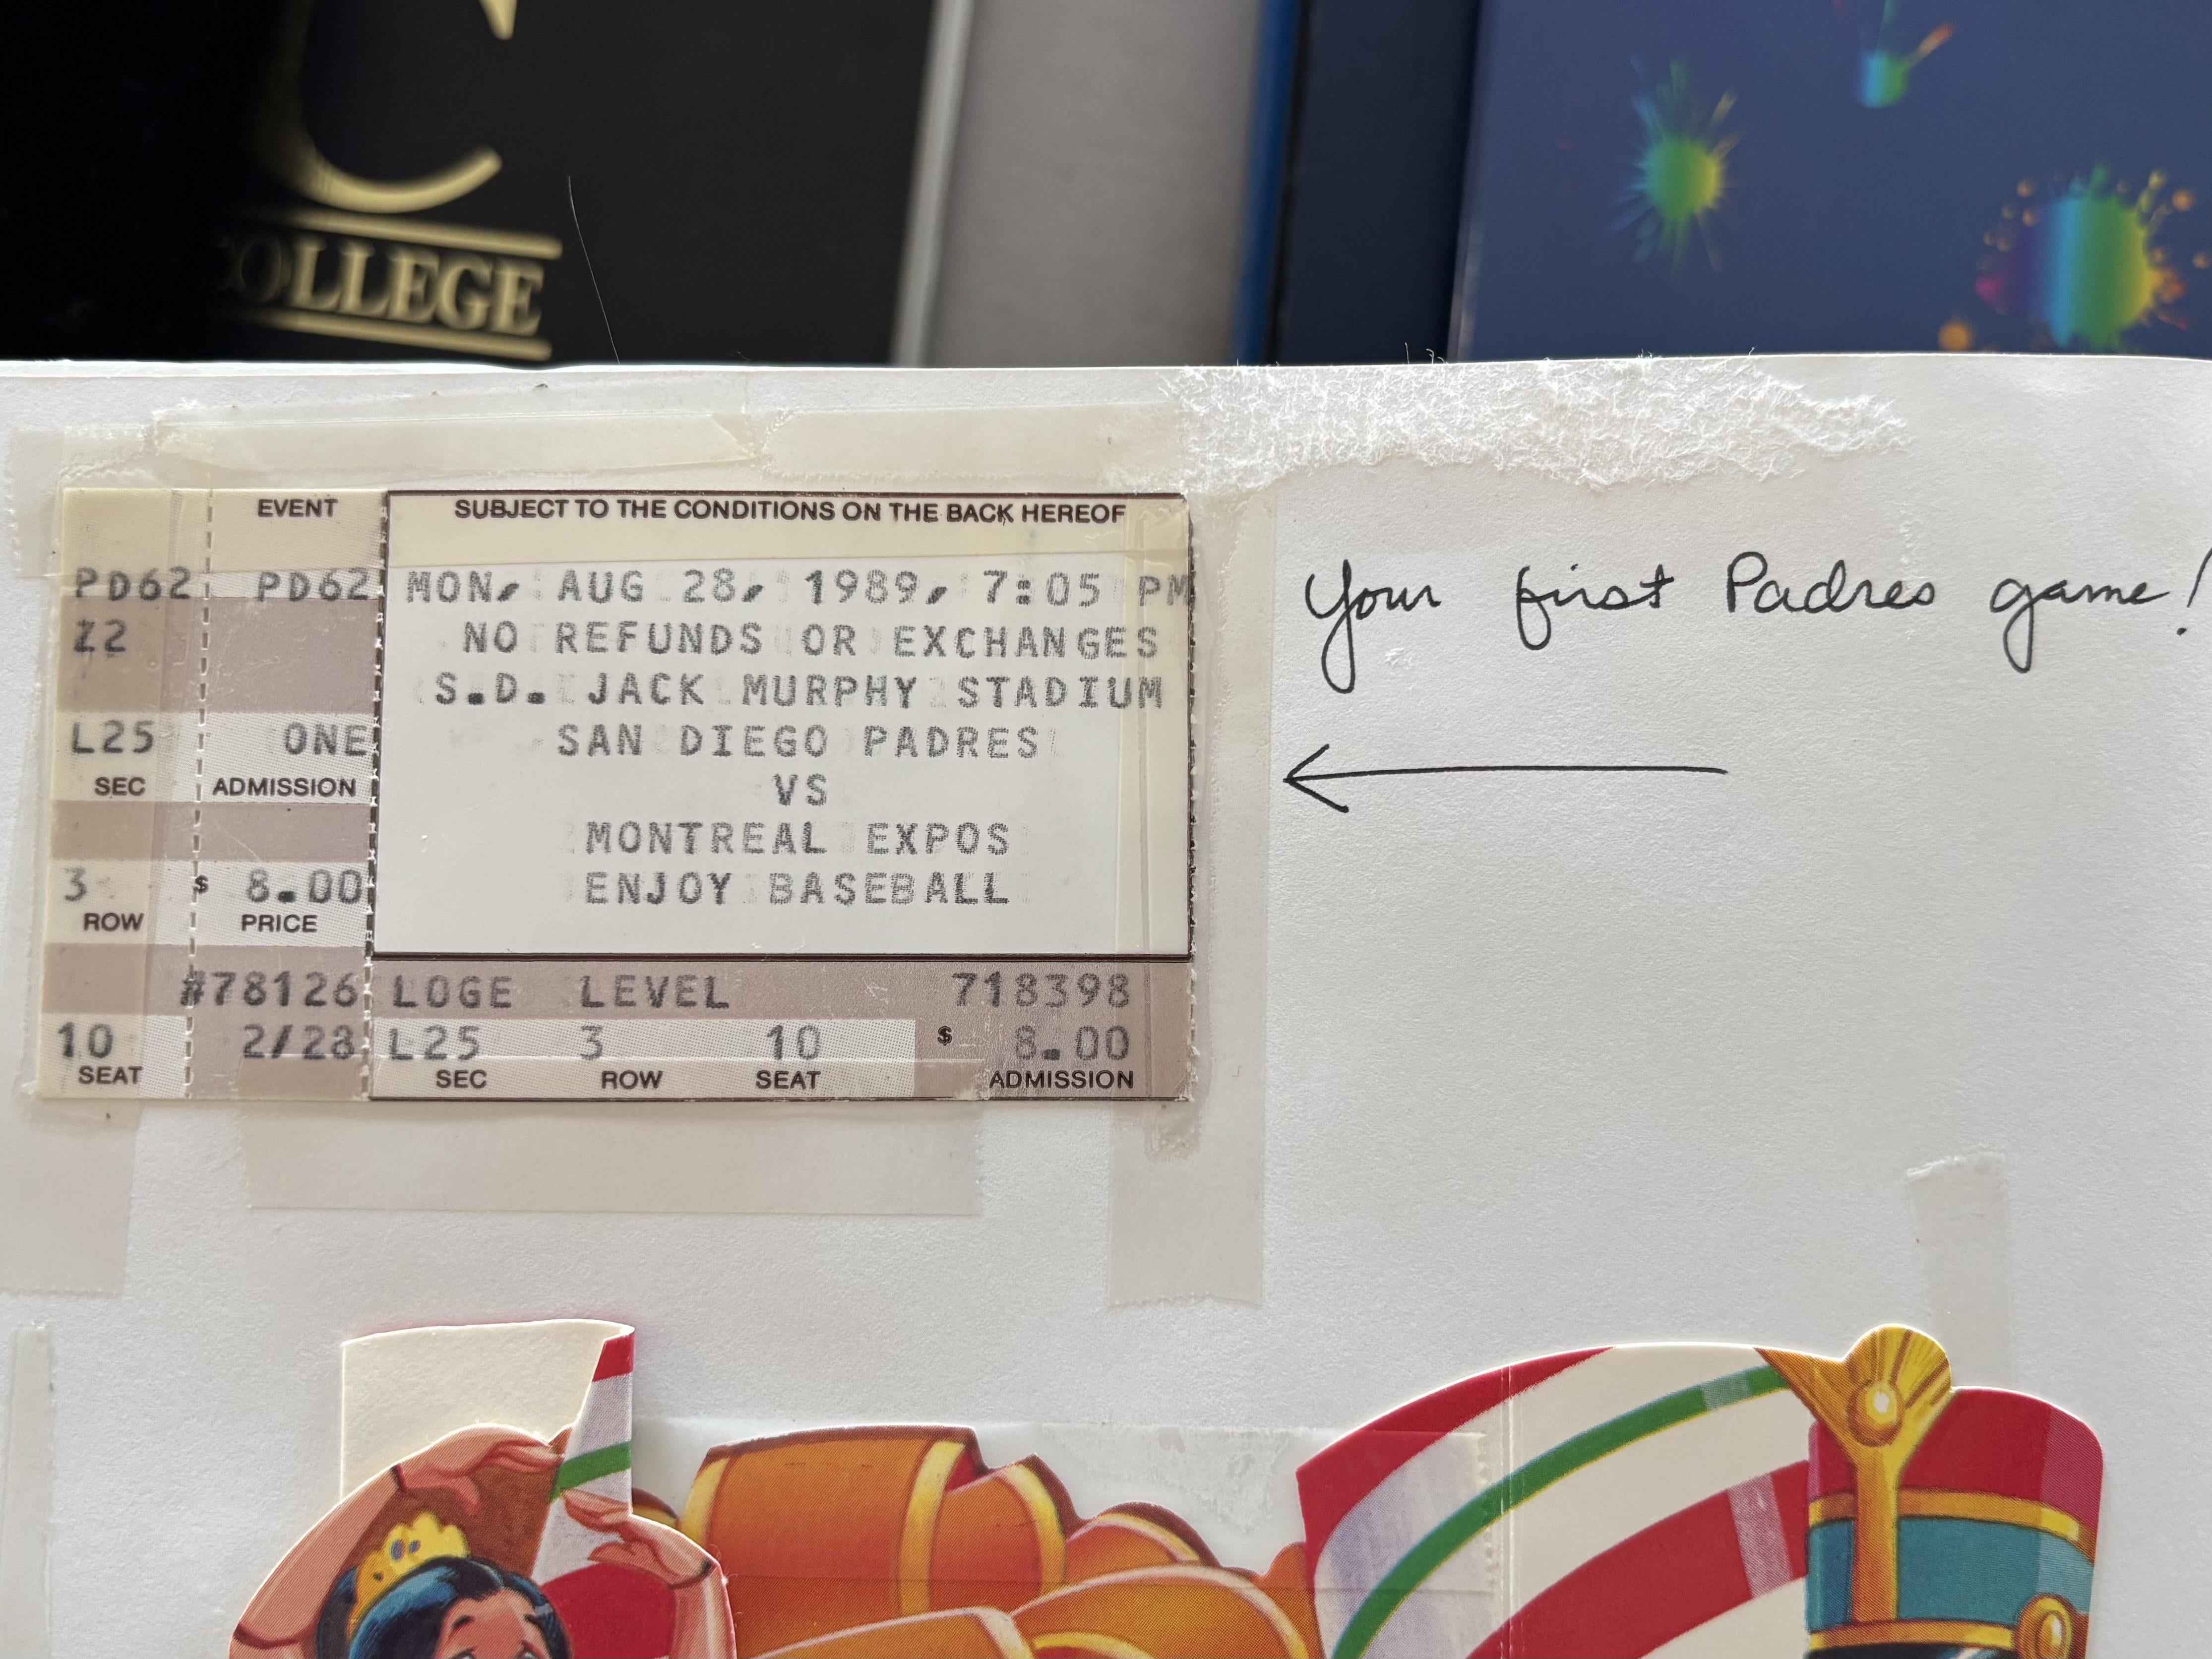 C
COLLEGE
EVENT
SUBJECT TO THE CONDITIONS ON THE BACK HEREOF
PD62 PD62 MON, AUG 28, 1989, 7:05 PM
Z2 NO REFUNDS OR EXCHANGES
S.D. JACK MURPHY STADIUM
L25 ONE SAN DIEGO PADRES
SEC ADMISSION VS
MONTREAL EXPOS
3 $ 8.00 ENJOY BASEBALL
ROW PRICE
#78126 LOGE LEVEL 718398
10 2/28 L25 3 10 $ 8.00
SEAT SEC ROW SEAT ADMISSION
Your first Padres game!